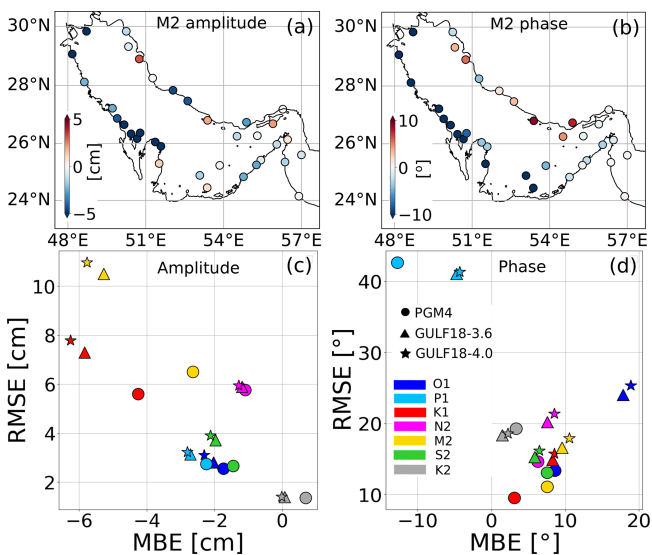 M2 amplitude
(a)
30°N
28°N
26°N
24°N
5
0
−5
[cm]
48°E
51°E
54°E
57°E
M2 phase
(b)
30°N
28°N
26°N
24°N
10
0
−10
[°]
48°E
51°E
54°E
57°E
Amplitude
(c)
RMSE [cm]
10
8
6
4
2
−6
−4
−2
0
MBE [cm]
Phase
(d)
RMSE [°]
40
30
20
10
PGM4
GULF18-3.6
GULF18-4.0
O1
P1
K1
N2
M2
S2
K2
−10
0
10
20
MBE [°]